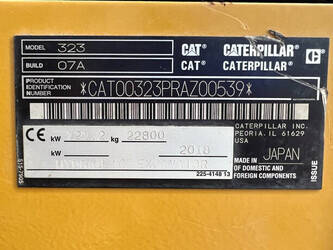 MODEL 323 CAT CATERPILLAR
BUILD 07A CAT CATERPILLAR
PRODUCT IDENTIFICATION NUMBER *CAT00323PRAZ00539*
CE kW kg 22800
kW 2018
CATERPILLAR INC.
PEORIA, IL 61629
USA
JAPAN
MADE IN
OF DOMESTIC AND
FOREIGN COMPONENTS
225-4148 13
ISSUE